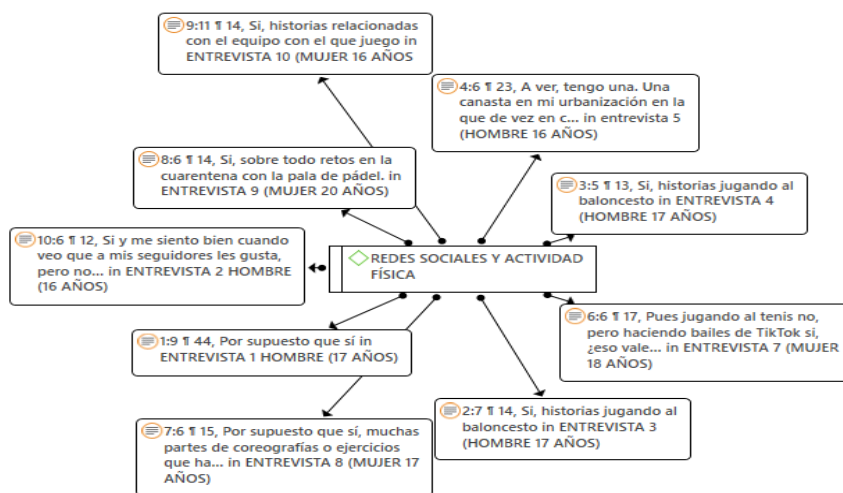 9:11 ¶ 14, Si, historias relacionadas
con el equipo con el que juego in
ENTREVISTA 10 (MUJER 16 AÑOS
4:6 ¶ 23, A ver, tengo una. Una
canasta en mi urbanización en la
que de vez en c... in entrevista 5
(HOMBRE 16 AÑOS)
8:6 ¶ 14, Si, sobre todo retos en la
cuarentena con la pala de pádel. in
ENTREVISTA 9 (MUJER 20 AÑOS)
3:5 ¶ 13, Si, historias jugando al
baloncesto in ENTREVISTA 4
(HOMBRE 17 AÑOS)
10:6 ¶ 12, Si y me siento bien cuando
veo que a mis seguidores les gusta,
pero no... in ENTREVISTA 2 HOMBRE
(16 AÑOS)
REDES SOCIALES Y ACTIVIDAD
FÍSICA
6:6 ¶ 17, Pues jugando al tenis no,
pero haciendo bailes de TikTok si,
¿eso vale... in ENTREVISTA 7 (MUJER
18 AÑOS)
1:9 ¶ 44, Por supuesto que sí in
ENTREVISTA 1 HOMBRE (17 AÑOS)
2:7 ¶ 14, Si, historias jugando al
baloncesto in ENTREVISTA 3
(HOMBRE 17 AÑOS)
7:6 ¶ 15, Por supuesto que sí, muchas
partes de coreografías o ejercicios
que ha... in ENTREVISTA 8 (MUJER 17
AÑOS)